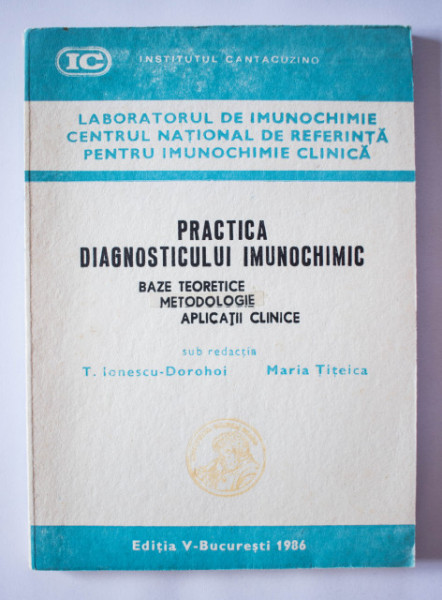 IC INSTITUTUL CANTACUZINO
LABORATORUL DE IMUNOCHIMIE
CENTRUL NAȚIONAL DE REFERINȚĂ
PENTRU IMUNOCHIMIE CLINICĂ
PRACTICA
DIAGNOSTICULUI IMUNOCHIMIC
BAZE TEORETICE
METODOLOGIE
APLICAȚII CLINICE
sub redacția
T. Ionescu-Dorohoi Maria Țițeica
Ediția V-București 1986